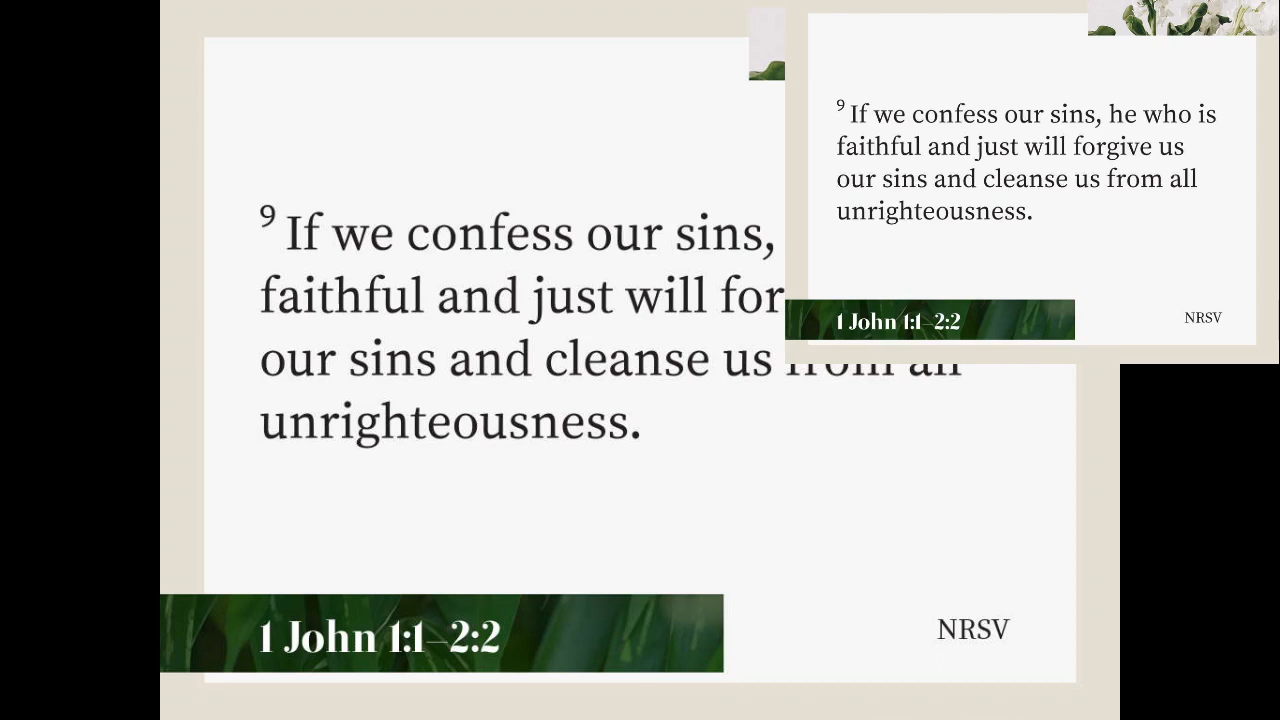 9 If we confess our sins,
faithful and just will for
our sins and cleanse us from all
unrighteousness.
1 John 1:1–2:2
NRSV
9 If we confess our sins, he who is
faithful and just will forgive us
our sins and cleanse us from all
unrighteousness.
1 John 1:1–2:2
NRSV